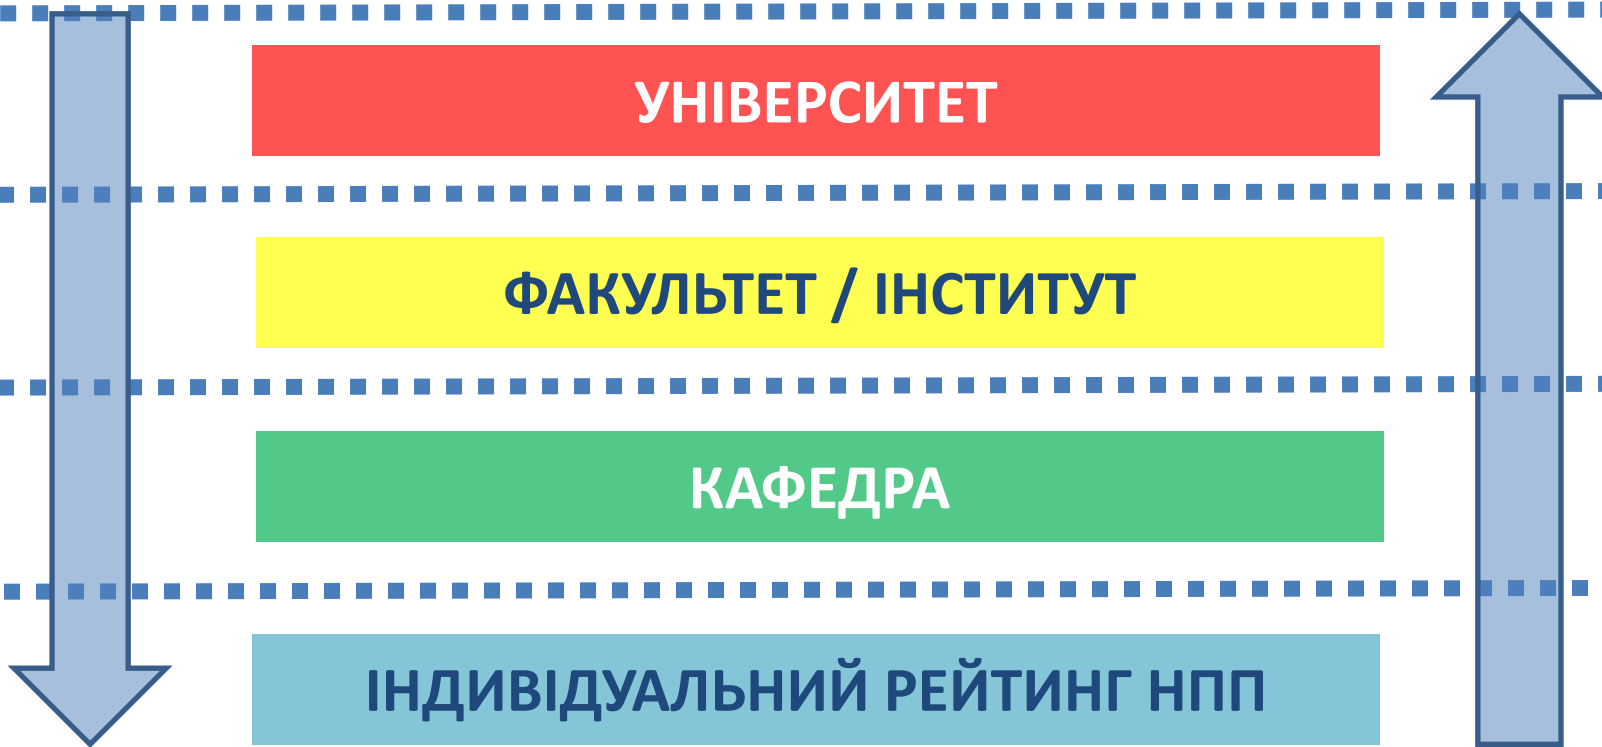 УНІВЕРСИТЕТ
ФАКУЛЬТЕТ / ІНСТИТУТ
КАФЕДРА
ІНДИВІДУАЛЬНИЙ РЕЙТИНГ НПП